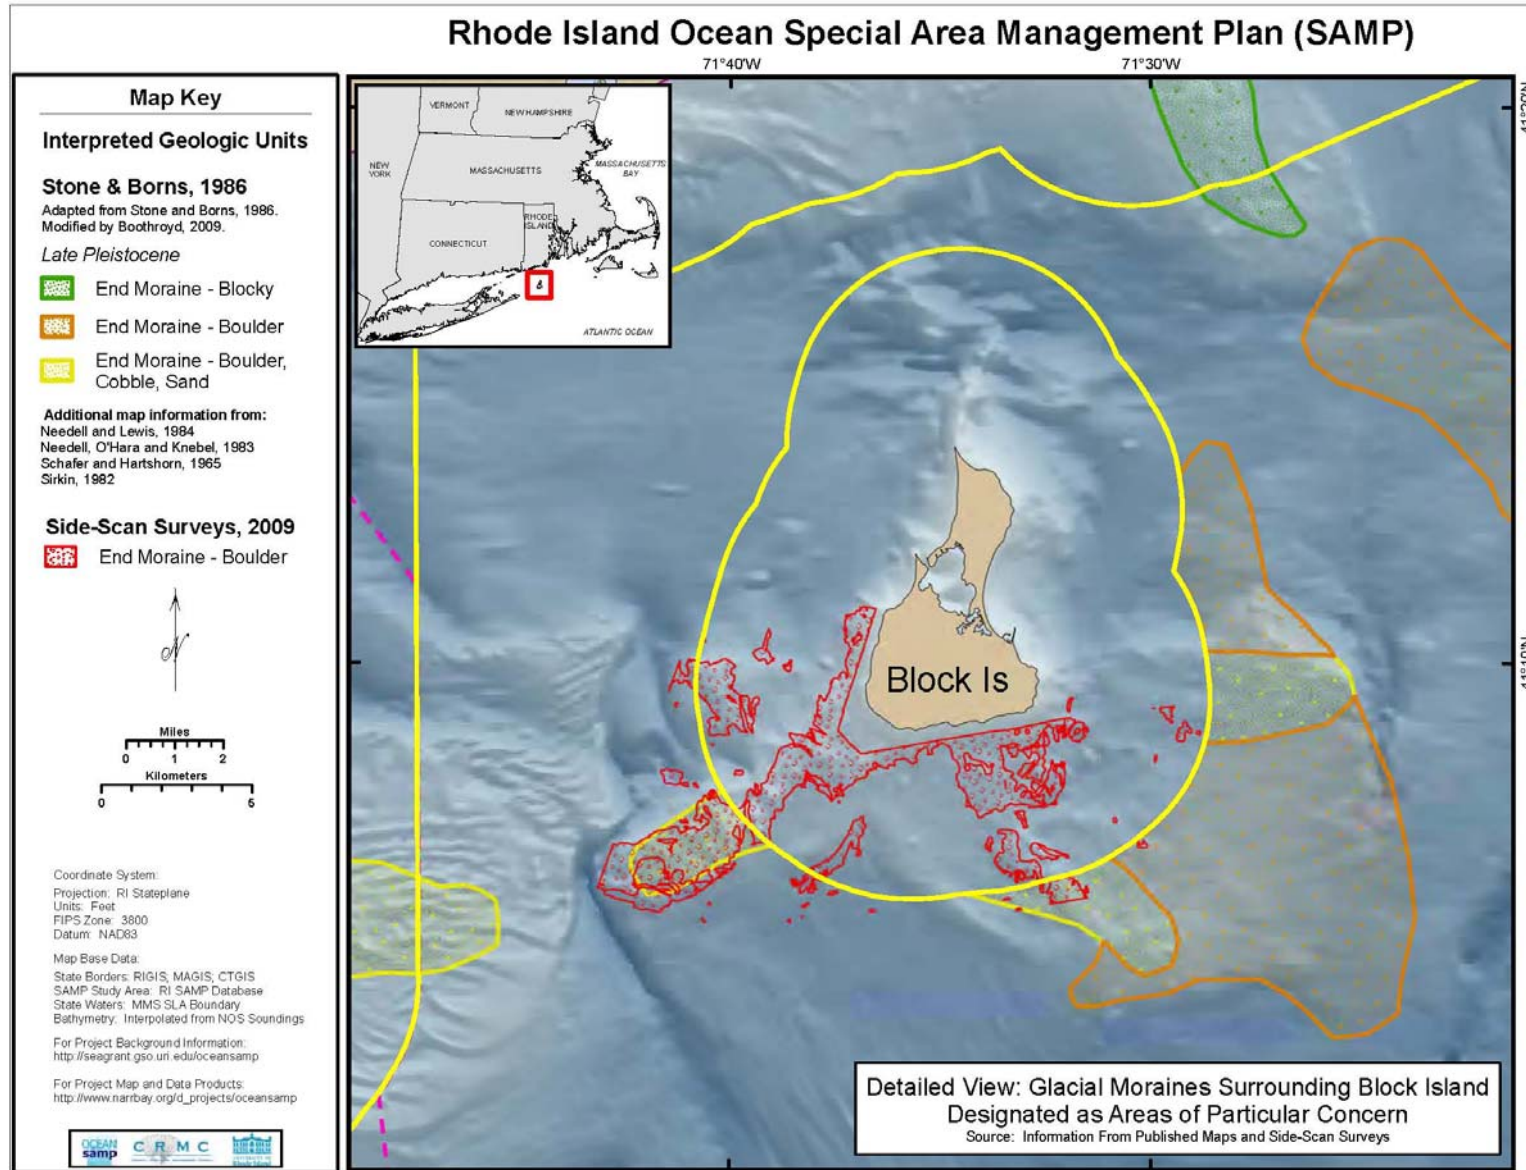 Rhode Island Ocean Special Area Management Plan (SAMP)
71°40'W
71°30'W
41°20'N
41°10'N
Map Key
Interpreted Geologic Units
Stone & Borns, 1986
Adapted from Stone and Borns, 1986.
Modified by Boothroyd, 2009.
Late Pleistocene
End Moraine - Blocky
End Moraine - Boulder
End Moraine - Boulder,
Cobble, Sand
Additional map information from:
Needell and Lewis, 1984
Needell, O'Hara and Knebel, 1983
Schafer and Hartshorn, 1965
Sirkin, 1982
Side-Scan Surveys, 2009
End Moraine - Boulder
N
Miles
0 1 2
Kilometers
0 5
Coordinate System:
Projection: RI Stateplane
Units: Feet
FIPS Zone: 3800
Datum: NAD83
Map Base Data:
State Borders: RIGIS, MAGIS, CTGIS
SAMP Study Area: RI SAMP Database
State Waters: MMS SLA Boundary
Bathymetry: Interpolated from NOS Soundings
For Project Background Information:
http://seagrant.gso.uri.edu/oceansamp
For Project Map and Data Products:
http://www.narrbay.org/d_projects/oceansamp
OCEAN
samp
CRMC
VERMONT
NEW HAMPSHIRE
NEW
YORK
MASSACHUSETTS
MASSACHUSETTS
BAY
RHODE
ISLAND
CONNECTICUT
ATLANTIC OCEAN
Block Is
Detailed View: Glacial Moraines Surrounding Block Island
Designated as Areas of Particular Concern
Source: Information From Published Maps and Side-Scan Surveys